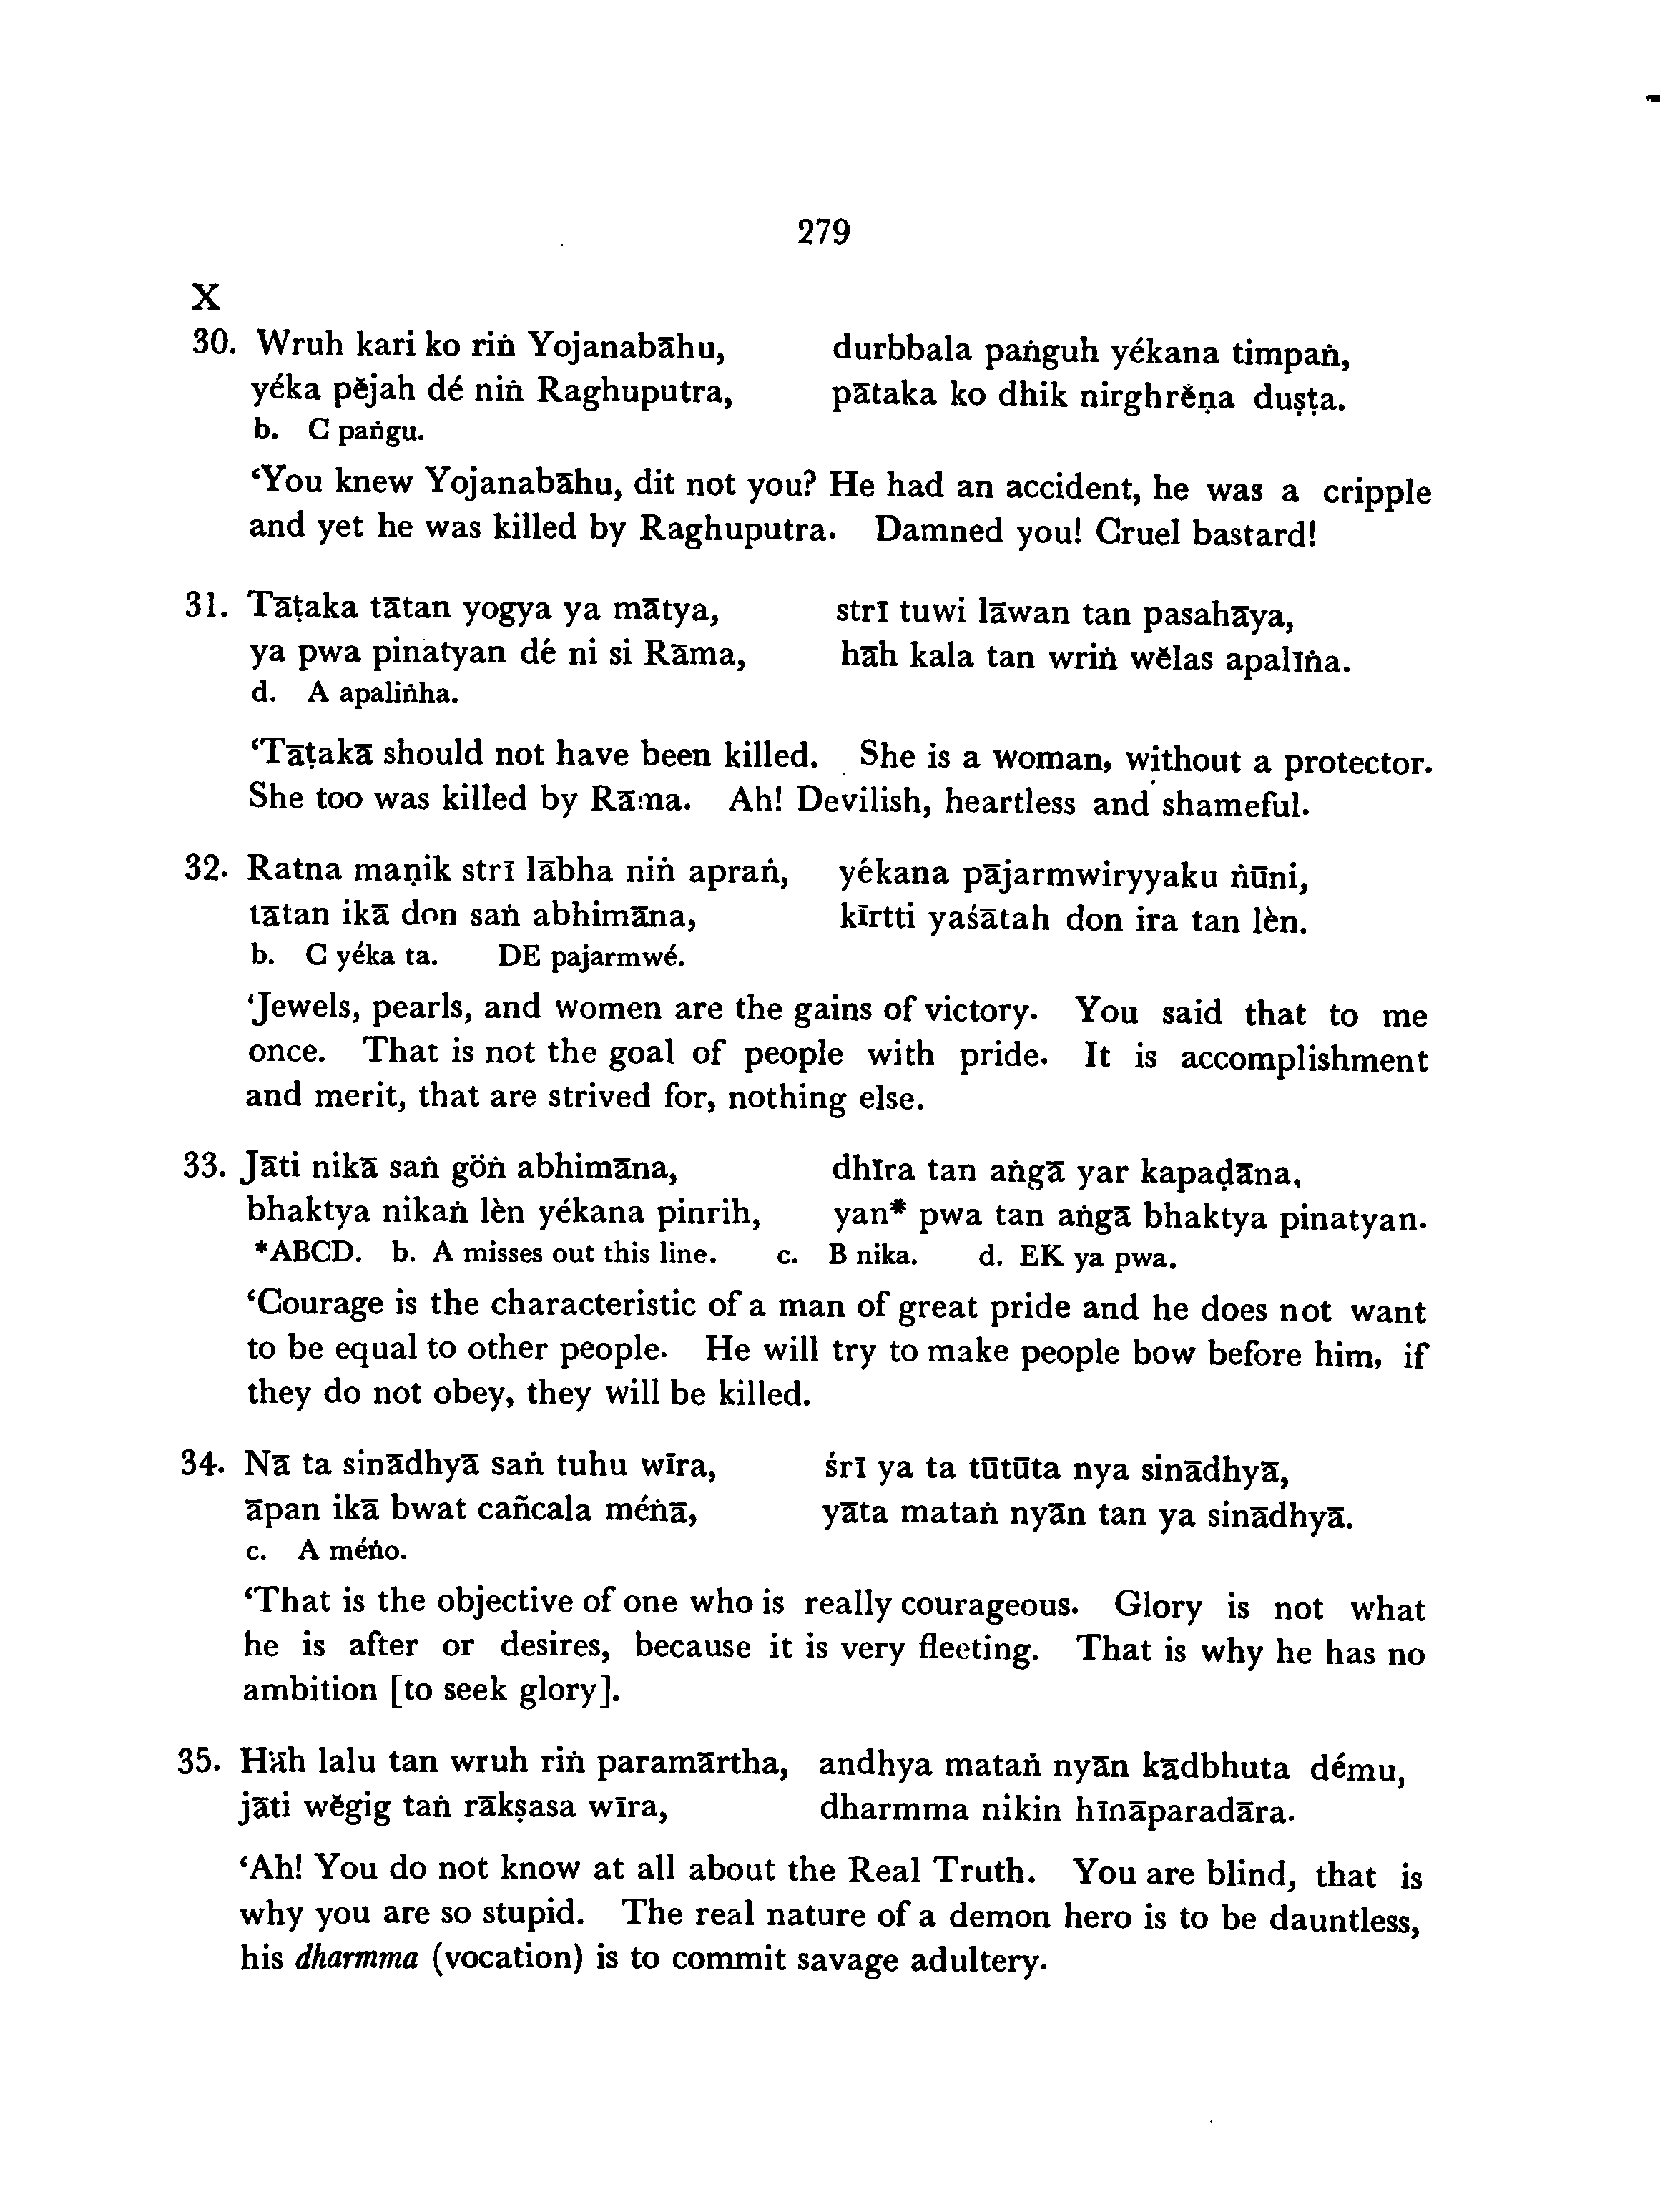 279
X
30. Wruh kari ko riṅ Yojanabāhu, durbbala paṅguh yékana timpaṅ,
yéka pĕjah dé niṅ Raghuputra, pātaka ko dhik nirghrĕṇa duṣṭa.
b. C paṅgu.
‘You knew Yojanabāhu, dit not you? He had an accident, he was a cripple
and yet he was killed by Raghuputra. Damned you! Cruel bastard!
31. Tāṭaka tātan yogya ya mātya, strī tuwi lāwan tan pasahāya,
ya pwa pinatyan dé ni si Rāma, hāh kala tan wriṅ wĕlas apalīṅa.
d. A apaliṅha.
‘Tāṭakā should not have been killed. She is a woman, without a protector.
She too was killed by Rāma. Ah! Devilish, heartless and shameful.
32. Ratna maṇik strī lābha niṅ apraṅ, yékana pājarmwiryyaku ṅūni,
tātan ikā don saṅ abhimāna, kīrtti yaśātah don ira tan lèn.
b. C yéka ta. DE pajarmwé.
‘Jewels, pearls, and women are the gains of victory. You said that to me
once. That is not the goal of people with pride. It is accomplishment
and merit, that are strived for, nothing else.
33. Jāti nikā saṅ göṅ abhimāna, dhīra tan aṅgā yar kapaḍāna,
bhaktya nikaṅ lèn yékana pinrih, yan* pwa tan aṅgā bhaktya pinatyan.
*ABCD. b. A misses out this line. c. B nika. d. EK ya pwa.
‘Courage is the characteristic of a man of great pride and he does not want
to be equal to other people. He will try to make people bow before him, if
they do not obey, they will be killed.
34. Nā ta sinādhyā saṅ tuhu wīra, śrī ya ta tūtūta nya sinādhyā,
āpan ikā bwat cañcala méṅā, yāta mataṅ nyān tan ya sinādhyā.
c. A méṅo.
‘That is the objective of one who is really courageous. Glory is not what
he is after or desires, because it is very fleeting. That is why he has no
ambition [to seek glory].
35. Hāh lalu tan wruh riṅ paramārtha, andhya mataṅ nyān kādbhuta dému,
jāti wĕgig taṅ rākṣasa wīra, dharmma nikin hīnāparadāra.
‘Ah! You do not know at all about the Real Truth. You are blind, that is
why you are so stupid. The real nature of a demon hero is to be dauntless,
his dharmma (vocation) is to commit savage adultery.